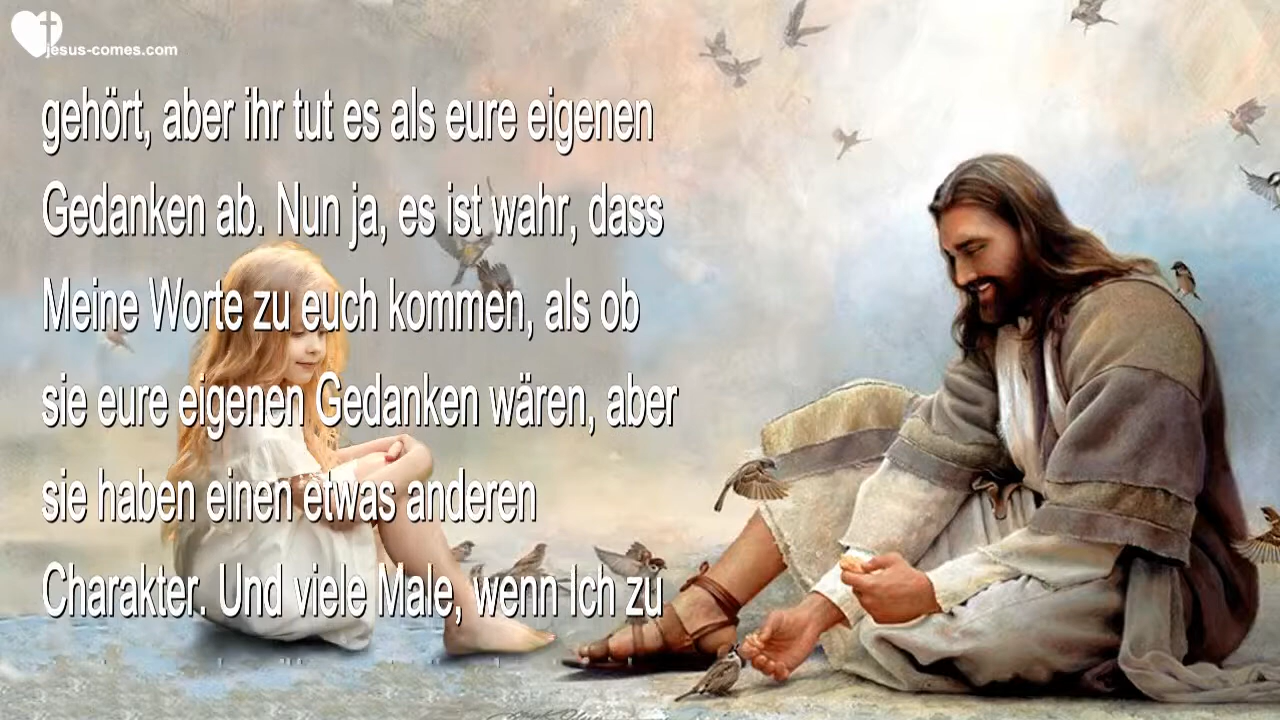 jesus-comes.com
gehört, aber ihr tut es als eure eigenen
Gedanken ab. Nun ja, es ist wahr, dass
Meine Worte zu euch kommen, als ob
sie eure eigenen Gedanken wären, aber
sie haben einen etwas anderen
Charakter. Und viele Male, wenn Ich zu